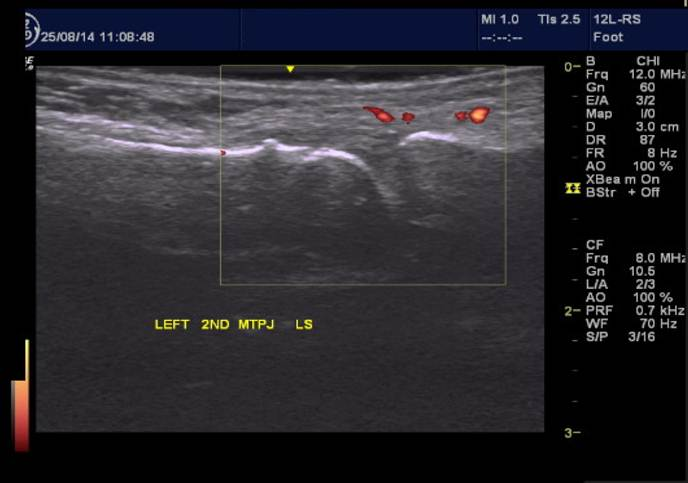 MI 1.0 TIs 2.5 12L-RS
25/08/14 11:08:48 --:--:-- Foot
B CHI
Frq 12.0 MHz
Gn 60
E/A 3/2
Map I/0
D 3.0 cm
DR 87
FR 8 Hz
AO 100 %
XBeam On
BStr + Off
CF
Frq 8.0 MHz
Gn 10.5
L/A 2/3
AO 100 %
PRF 0.7 kHz
WF 70 Hz
S/P 3/16
0
2
3
LEFT 2ND MTPJ LS